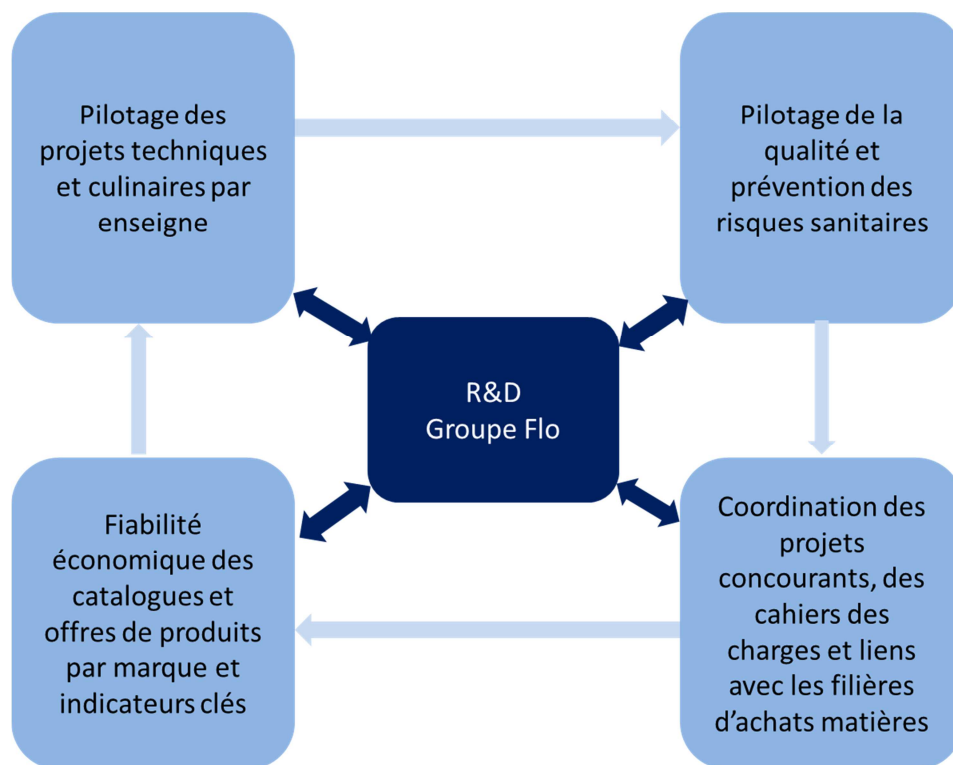 Pilotage des
projets techniques
et culinaires par
enseigne
Pilotage de la
qualité et
prévention des
risques sanitaires
R&D
Groupe Flo
Fiabilité
économique des
catalogues et
offres de produits
par marque et
indicateurs clés
Coordination des
projets
concourants, des
cahiers des
charges et liens
avec les filières
d’achats matières